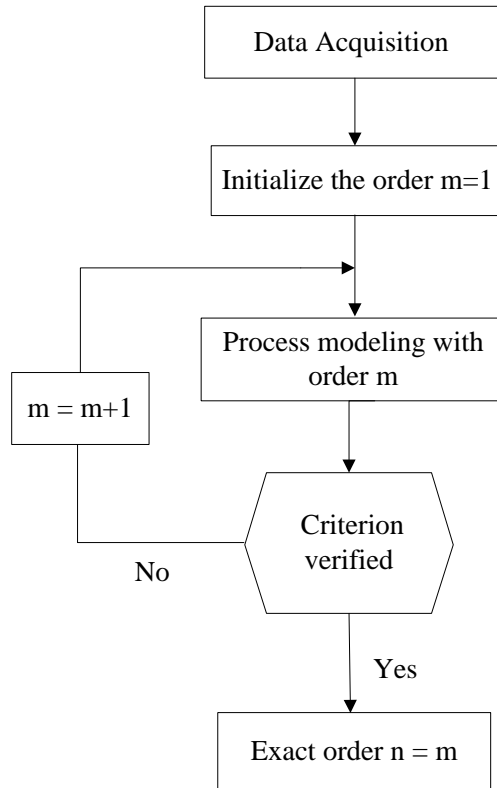 Data Acquisition
Initialize the order m=1
Process modeling with
order m
m = m+1
Criterion
verified
No
Yes
Exact order n = m